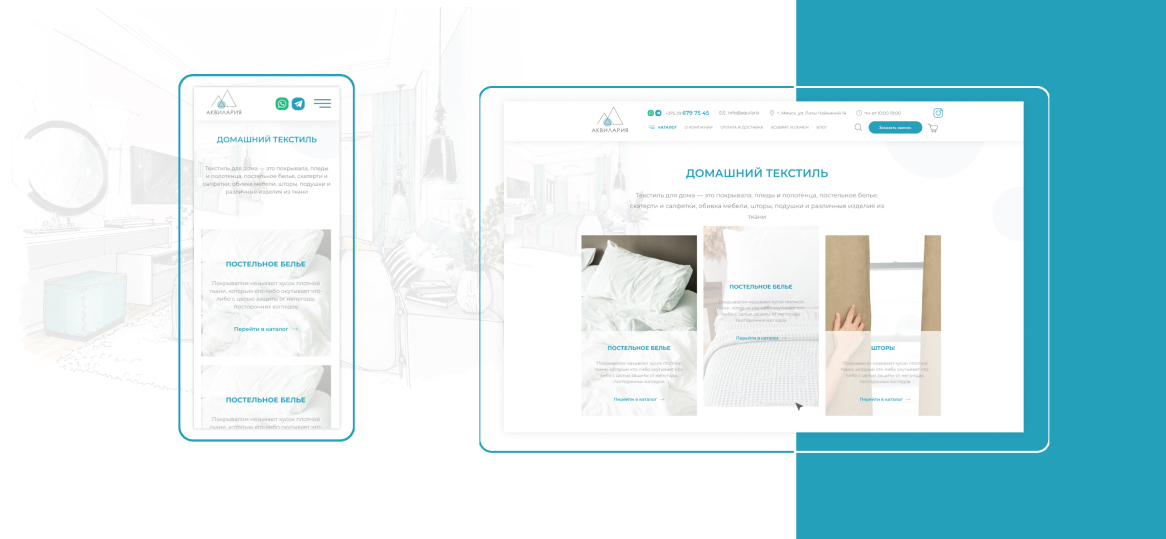 АКВИЛАРИЯ
ДОМАШНИЙ ТЕКСТИЛЬ
Текстиль для дома — это покрывала, пледы
и полотенца, постельное белье, скатерти и
салфетки, обивка мебели, шторы, подушки и
различные изделия из ткани
ПОСТЕЛЬНОЕ БЕЛЬЕ
Покрывалом называют кусок плотной
ткани, которым кто-либо окутывает что-
либо с целью защиты от непогоды,
посторонних взглядов
Перейти в каталог →
ПОСТЕЛЬНОЕ БЕЛЬЕ
Покрывалом называют кусок плотной
ткани, которым кто-либо окутывает что-
АКВИЛАРИЯ
679 75 45
г. Минск, ул.
пн-пт 10:00-19:00
КАТАЛОГ
О КОМПАНИИ
ОПЛАТА И ДОСТАВКА
ВОЗВРАТ И ОБМЕН
БЛОГ
Заказать звонок
ДОМАШНИЙ ТЕКСТИЛЬ
Текстиль для дома — это покрывала, пледы и полотенца, постельное белье,
скатерти и салфетки, обивка мебели, шторы, подушки и различные изделия из
ткани
ПОСТЕЛЬНОЕ БЕЛЬЕ
Покрывалом называют кусок плотной
ткани, которым кто-либо окутывает что-
либо с целью защиты от непогоды,
посторонних взглядов
Перейти в каталог →
ПОСТЕЛЬНОЕ БЕЛЬЕ
Покрывалом называют кусок плотной
ткани, которым кто-либо окутывает что-
либо с целью защиты от непогоды,
посторонних взглядов
Перейти в каталог →
ШТОРЫ
Покрывалом называют кусок плотной
ткани, которым кто-либо окутывает что-
либо с целью защиты от непогоды,
посторонних взглядов
Перейти в каталог →